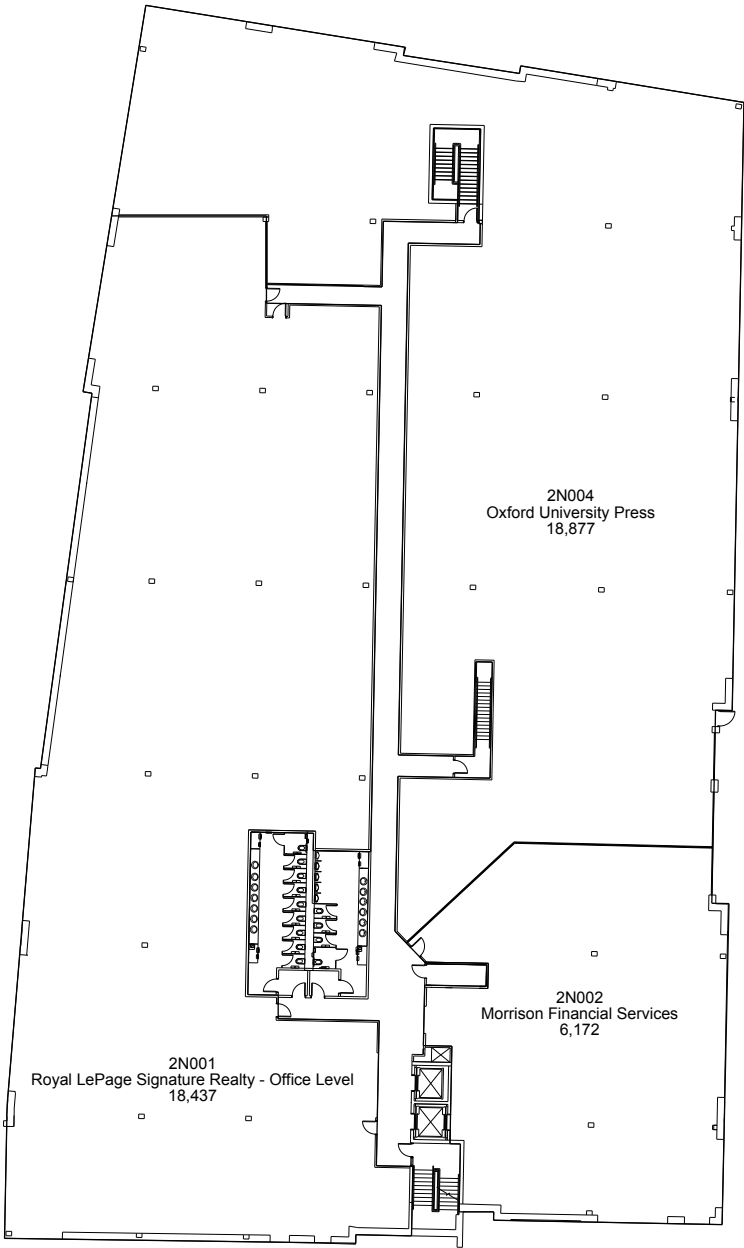 2N004
Oxford University Press
18,877
2N002
Morrison Financial Services
6,172
2N001
Royal LePage Signature Realty - Office Level
18,437